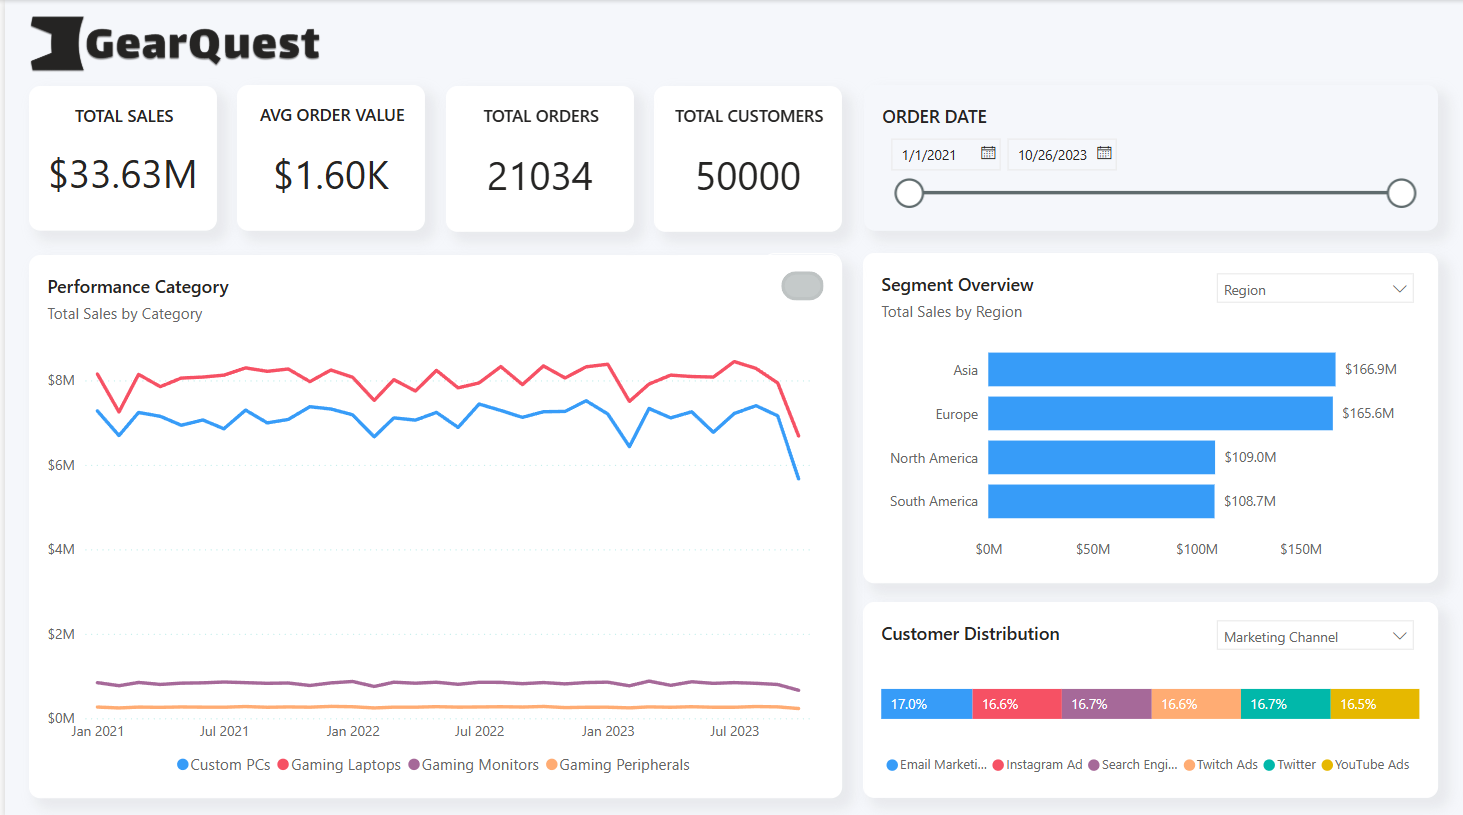 GearQuest
TOTAL SALES
$33.63M
AVG ORDER VALUE
$1.60K
TOTAL ORDERS
21034
TOTAL CUSTOMERS
50000
ORDER DATE
1/1/2021
10/26/2023
Performance Category
Total Sales by Category
$8M
$6M
$4M
$2M
$0M
Jan 2021 Jul 2021 Jan 2022 Jul 2022 Jan 2023 Jul 2023
Custom PCs Gaming Laptops Gaming Monitors Gaming Peripherals
Segment Overview
Region
Total Sales by Region
Asia $166.9M
Europe $165.6M
North America $109.0M
South America $108.7M
$0M $50M $100M $150M
Customer Distribution
Marketing Channel
17.0% 16.6% 16.7% 16.6% 16.7% 16.5%
Email Marketi... Instagram Ad Search Engi... Twitch Ads Twitter YouTube Ads